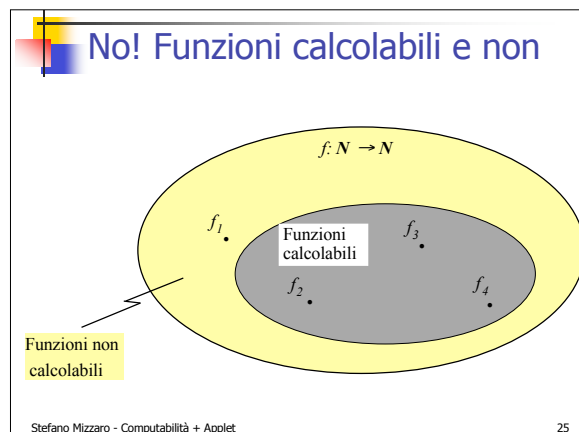 No! Funzioni calcolabili e non
f: N → N
f1
Funzioni
calcolabili
f3
f2
f4
Funzioni non
calcolabili
Stefano Mizzaro - Computabilità + Applet
25